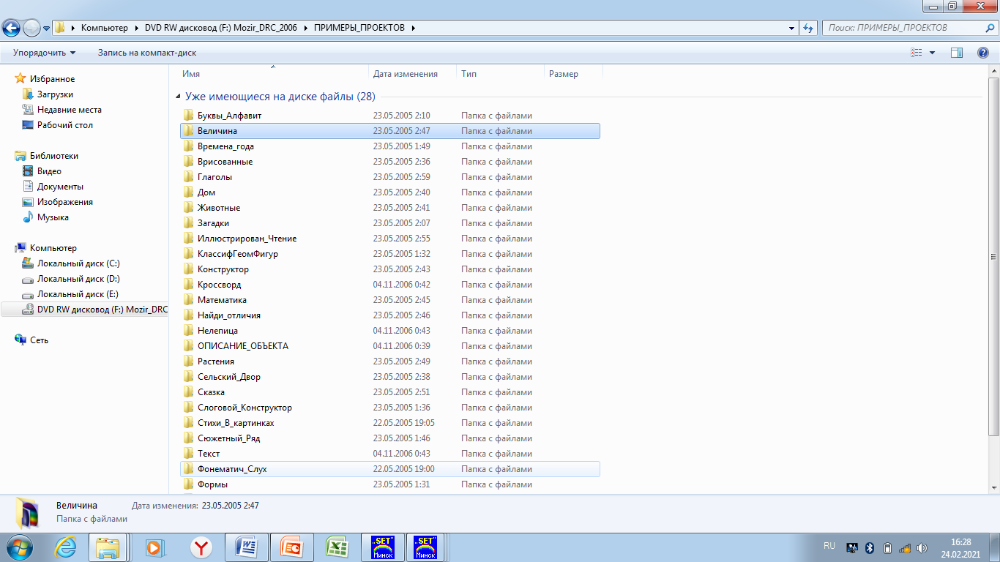 Компьютер ▸ DVD RW дисковод (F:) Mozir_DRC_2006 ▸ ПРИМЕРЫ_ПРОЕКТОВ
Поиск: ПРИМЕРЫ_ПРОЕКТОВ
Упорядочить Запись на компакт-диск
Избранное
Загрузки
Недавние места
Рабочий стол
Библиотеки
Видео
Документы
Изображения
Музыка
Компьютер
Локальный диск (C:)
Локальный диск (D:)
Локальный диск (E:)
DVD RW дисковод (F:) Mozir_DRC
Сеть
Имя Дата изменения Тип Размер
Уже имеющиеся на диске файлы (28)
Буквы_Алфавит 23.05.2005 2:10 Папка с файлами
Величина 23.05.2005 2:47 Папка с файлами
Времена_года 23.05.2005 1:49 Папка с файлами
Врисованные 23.05.2005 2:36 Папка с файлами
Глаголы 23.05.2005 2:59 Папка с файлами
Дом 23.05.2005 2:40 Папка с файлами
Животные 23.05.2005 2:41 Папка с файлами
Загадки 23.05.2005 2:07 Папка с файлами
Иллюстрирован_Чтение 23.05.2005 2:55 Папка с файлами
КлассифГеомФигур 23.05.2005 1:32 Папка с файлами
Конструктор 23.05.2005 2:43 Папка с файлами
Кроссворд 04.11.2006 0:42 Папка с файлами
Математика 23.05.2005 2:45 Папка с файлами
Найди_отличия 23.05.2005 2:46 Папка с файлами
Нелепица 04.11.2006 0:43 Папка с файлами
ОПИСАНИЕ_ОБЪЕКТА 04.11.2006 0:39 Папка с файлами
Растения 23.05.2005 2:49 Папка с файлами
Сельский_Двор 23.05.2005 2:38 Папка с файлами
Сказка 23.05.2005 2:51 Папка с файлами
Слоговой_Конструктор 23.05.2005 1:36 Папка с файлами
Стихи_В_картинках 22.05.2005 19:05 Папка с файлами
Сюжетный_Ряд 23.05.2005 1:46 Папка с файлами
Текст 04.11.2006 0:43 Папка с файлами
Фонематич_Слух 22.05.2005 19:00 Папка с файлами
Формы 23.05.2005 1:31 Папка с файлами
Величина Дата изменения: 23.05.2005 2:47
Папка с файлами
„SET"
Минск
„SET"
Минск
RU
16:28
24.02.2021